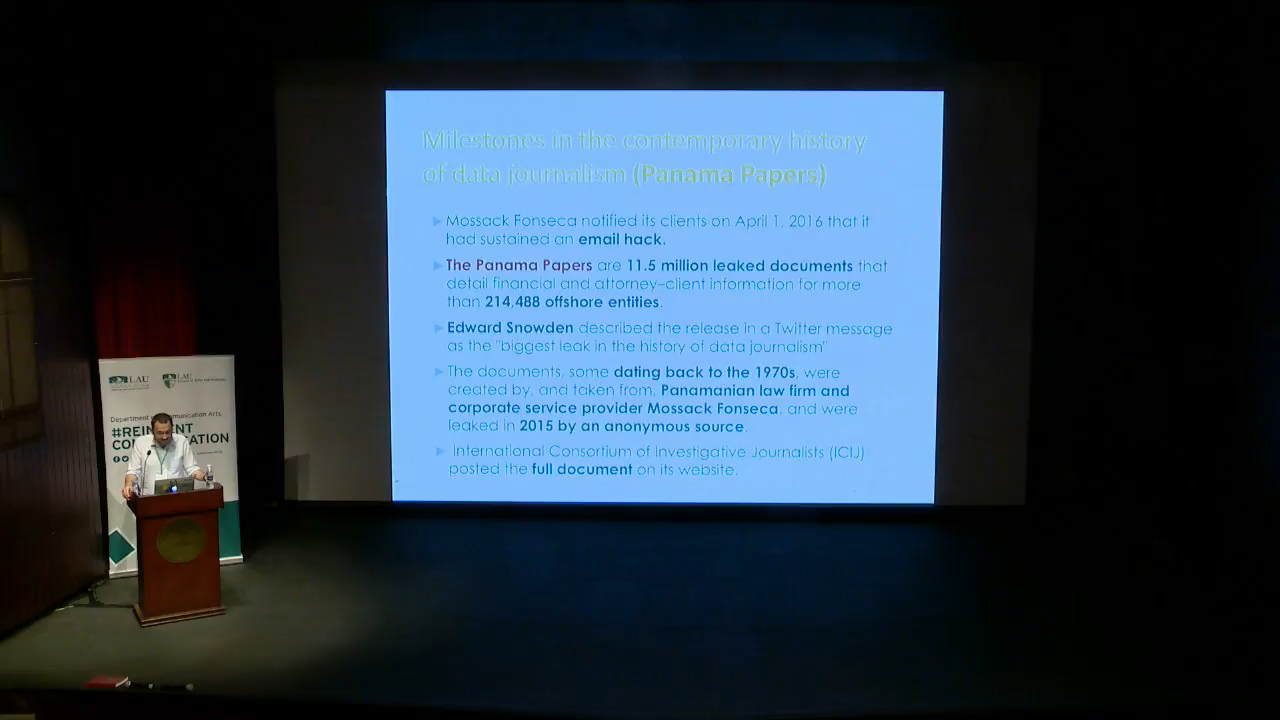 Milestones in the contemporary history
of data journalism (Panama Papers)
Mossack Fonseca notified its clients on April 1, 2016 that it
had sustained an email hack.
The Panama Papers are 11.5 million leaked documents that
detail financial and attorney–client information for more
than 214,488 offshore entities.
Edward Snowden described the release in a Twitter message
as the "biggest leak in the history of data journalism"
The documents, some dating back to the 1970s, were
created by, and taken from, Panamanian law firm and
corporate service provider Mossack Fonseca, and were
leaked in 2015 by an anonymous source.
International Consortium of Investigative Journalists (ICIJ)
posted the full document on its website.
LAU
LAU
Department Communication Arts